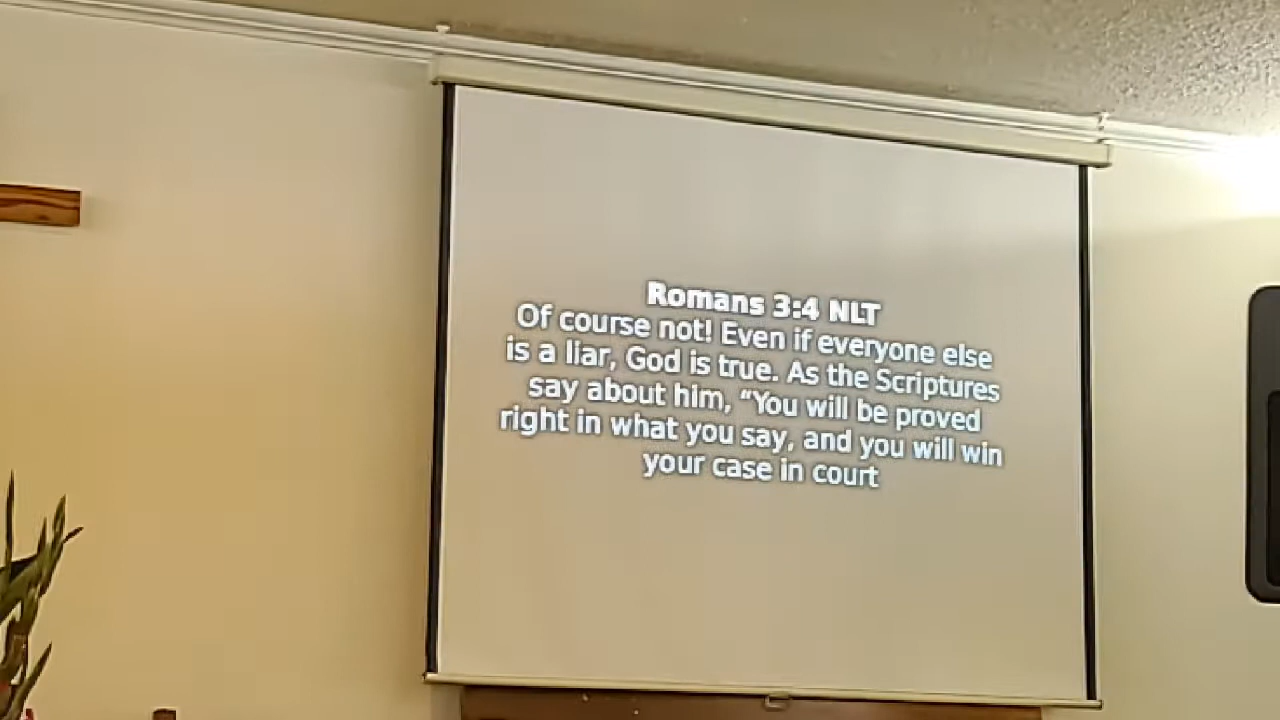 Romans 3:4 NLT
Of course not! Even if everyone else
is a liar, God is true. As the Scriptures
say about him, “You will be proved
right in what you say, and you will win
your case in court